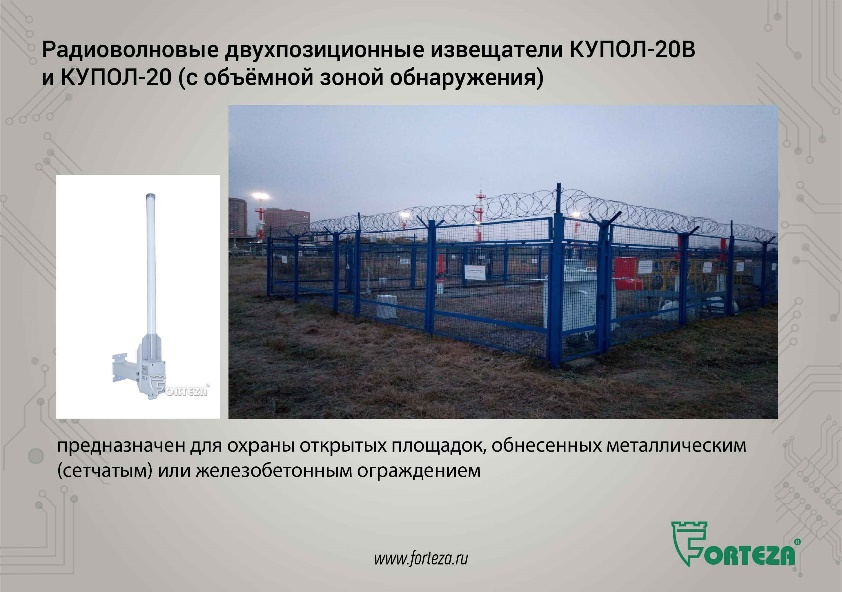 Радиоволновые двухпозиционные извещатели КУПОЛ-20В
и КУПОЛ-20 (с объёмной зоной обнаружения)
FORTEZA®
предназначен для охраны открытых площадок, обнесенных металлическим
(сетчатым) или железобетонным ограждением
www.forteza.ru
FORTEZA®